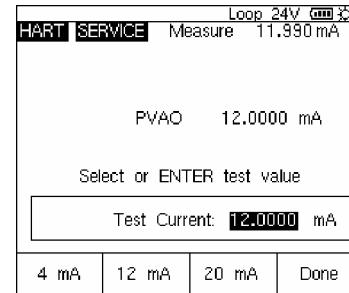 Loop 24V
HART SERVICE Measure 11.990 mA
PVAO 12.0000 mA
Select or ENTER test value
Test Current: 12.0000 mA
4 mA 12 mA 20 mA Done